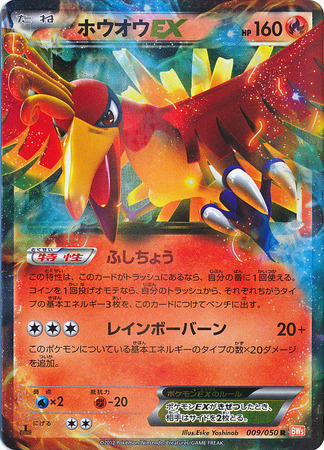 たね
ホウオウEX HP160
とくせい
特性 ふしちょう
この特性は、このカードがトラッシュにあるなら、自分の番に1回使える。
コインを1回投げオモテなら、自分のトラッシュから、それぞれちがうタイ
プの基本エネルギー3枚を、このカードにつけてベンチに出す。
レインボーバーン 20+
このポケモンについている基本エネルギーのタイプの数×20ダメージ
を追加。
弱点 抵抗力
×2 -20
にげる
ポケモンEXのルール
ポケモンEXがきぜつしたとき、
相手はサイドを2枚とる。
Illus.Eske Yoshinob 009/050 R BW5
©2012 Pokémon/Nintendo/Creatures/GAME FREAK.